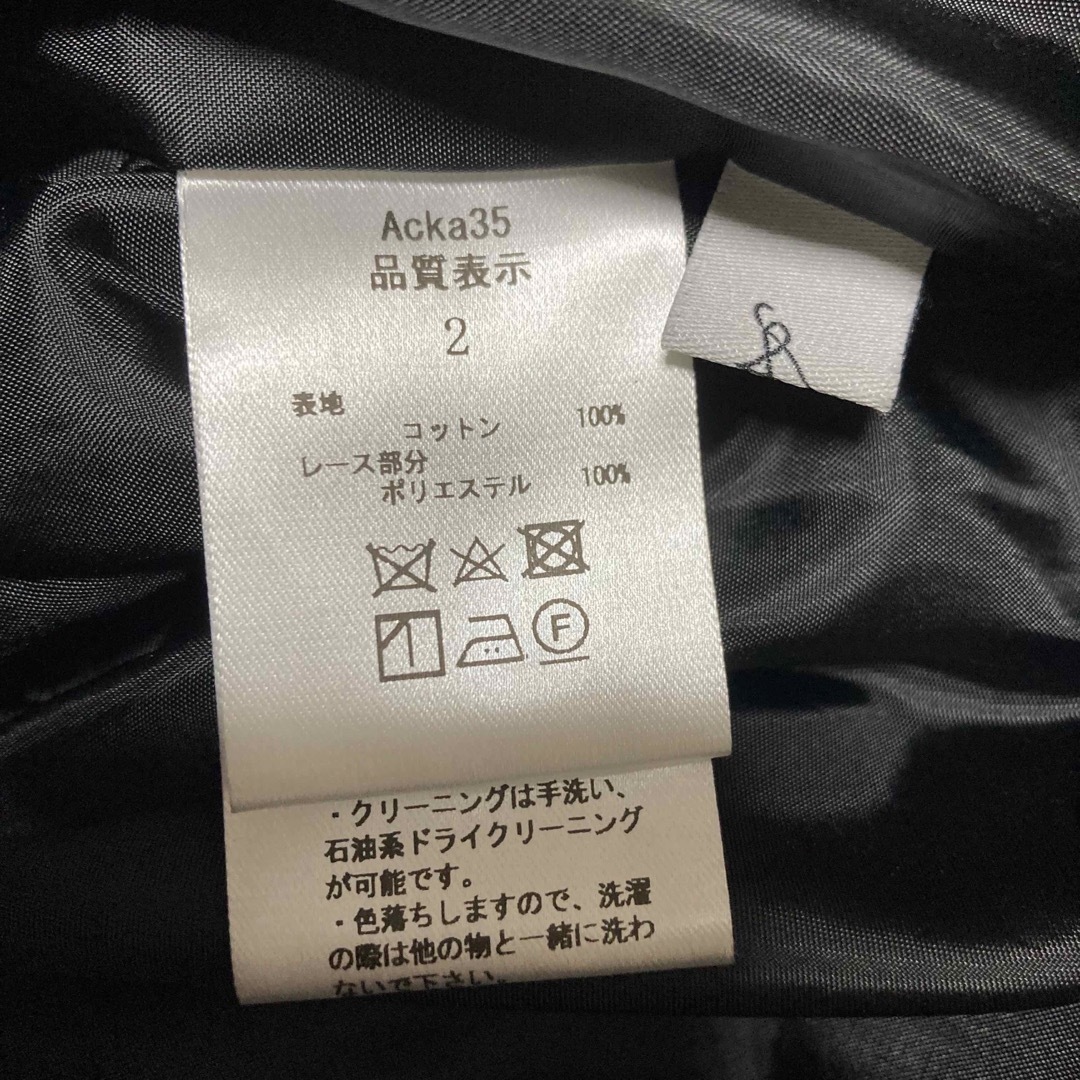 Acka35
品質表示
2
表地
コットン 100%
レース部分
ポリエステル 100%
F
・クリーニングは手洗い、
石油系ドライクリーニング
が可能です。
・色落ちしますので、洗濯
の際は他の物と一緒に洗わ
ないで下さい。